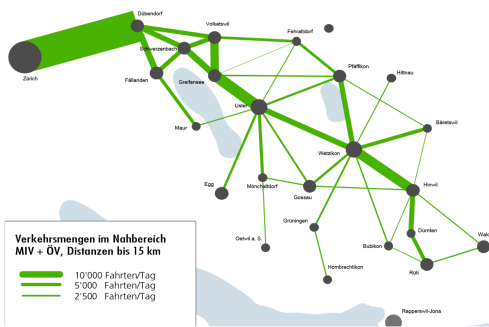 Dübendorf
Volketswil
Fehraltdorf
Schwerzenbach
Zürich
Pfäffikon
Hittnau
Fällanden
Greifensee
Uster
Maur
Bäretswil
Wetzikon
Egg
Mönchaltdorf
Gossau
Hinwil
Grüningen
Dürnten
Bubikon
Wald
Oetwil a. S.
Rüti
Hombrechtikon
Rapperswil-Jona
Verkehrsmengen im Nahbereich
MIV + ÖV, Distanzen bis 15 km
10'000 Fahrten/Tag
5'000 Fahrten/Tag
2'500 Fahrten/Tag